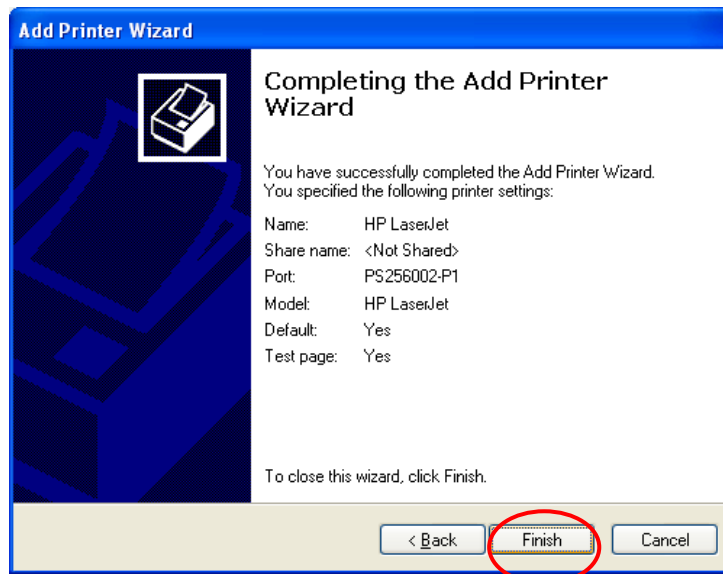 Add Printer Wizard
Completing the Add Printer
Wizard
You have successfully completed the Add Printer Wizard.
You specified the following printer settings:
Name: HP LaserJet
Share name: <Not Shared>
Port: PS256002-P1
Model: HP LaserJet
Default: Yes
Test page: Yes
To close this wizard, click Finish.
< Back Finish Cancel